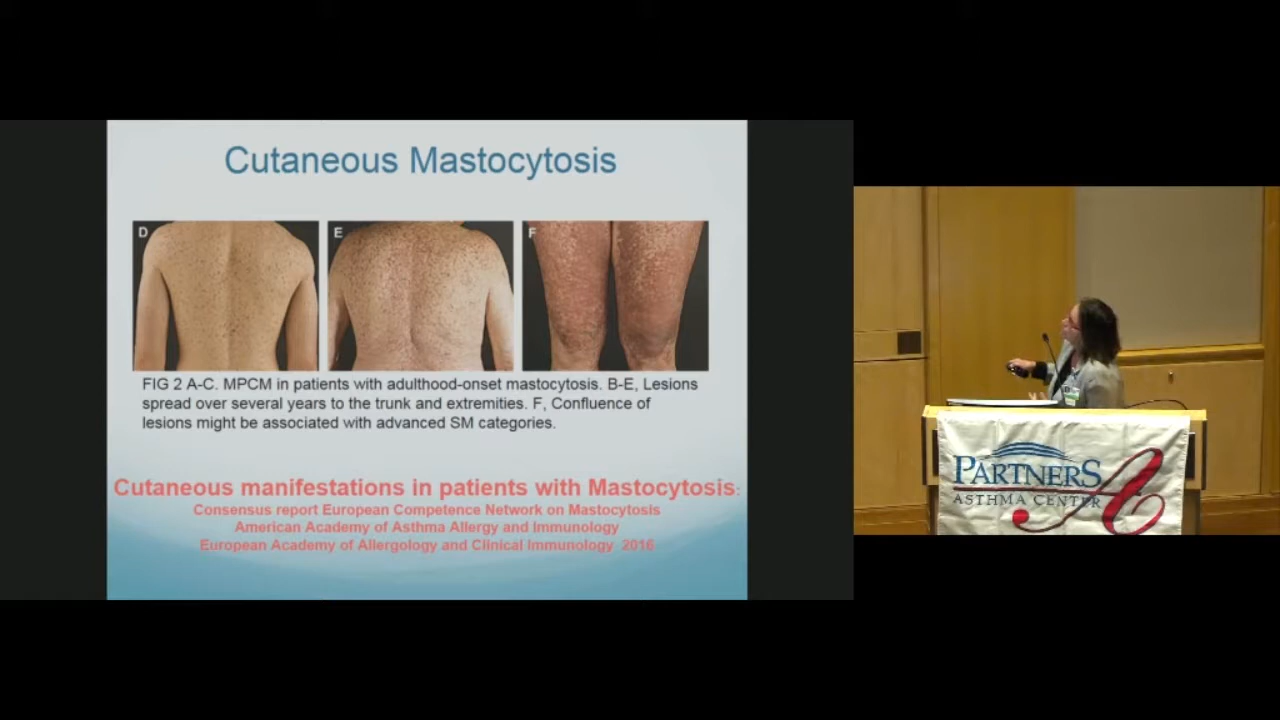 Cutaneous Mastocytosis
D
E
F
FIG 2 A-C. MPCM in patients with adulthood-onset mastocytosis. B-E, Lesions
spread over several years to the trunk and extremities. F, Confluence of
lesions might be associated with advanced SM categories.
Cutaneous manifestations in patients with Mastocytosis:
Consensus report European Competence Network on Mastocytosis
American Academy of Asthma Allergy and Immunology
European Academy of Allergology and Clinical Immunology 2016
PARTNERS
ASTHMA CENTER
A